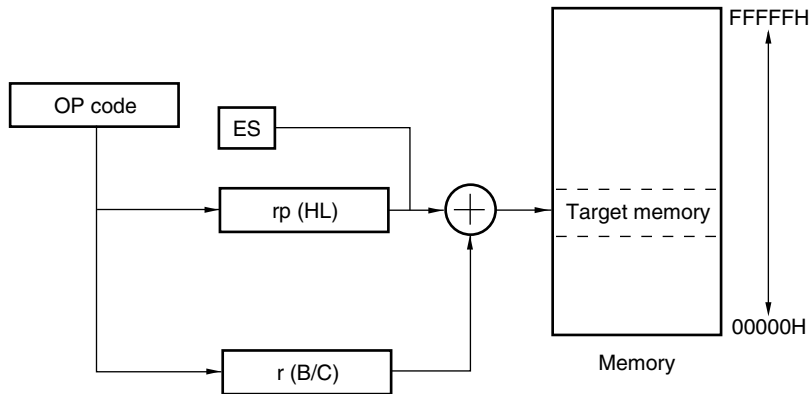 FFFFFH
OP code
ES
rp (HL)
Target memory
r (B/C)
00000H
Memory